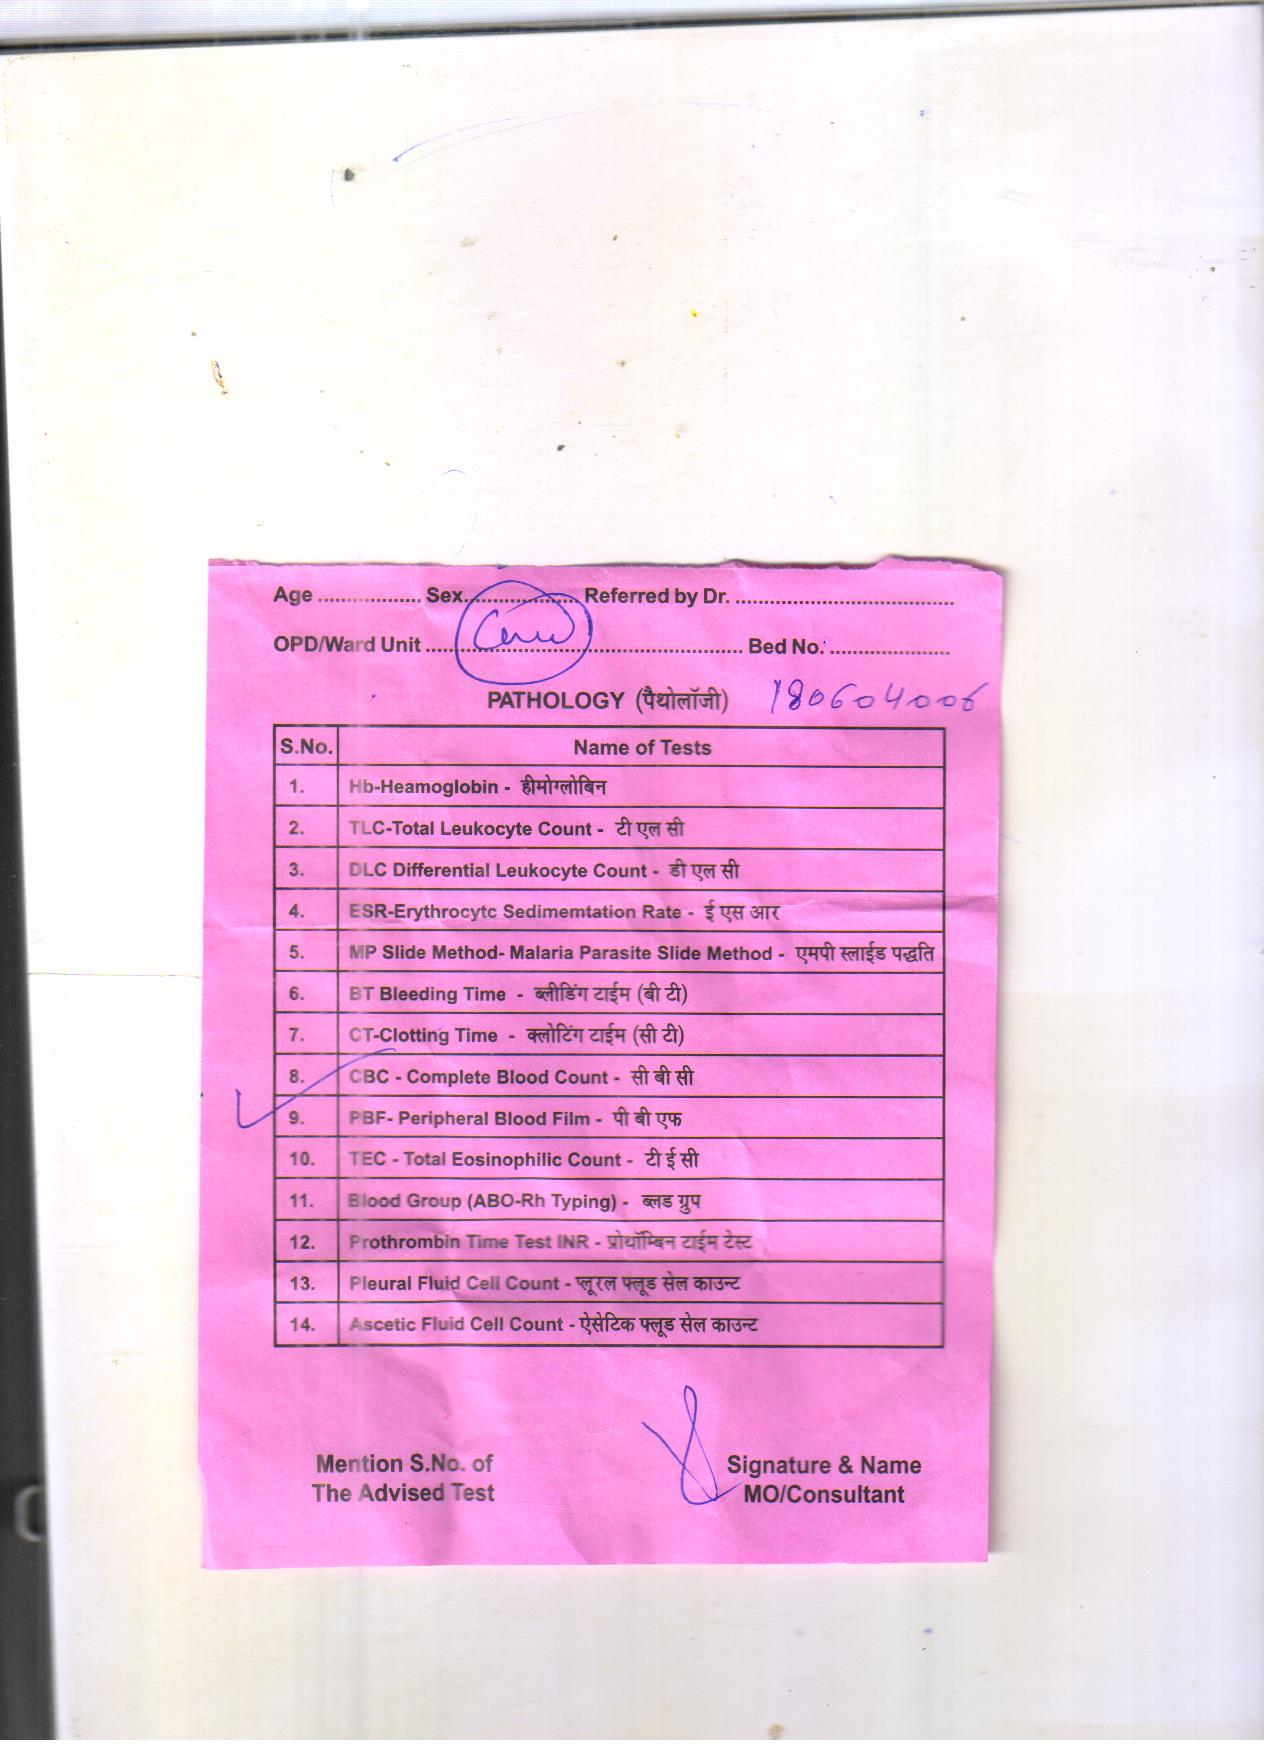 Age .................. Sex.................... Referred by Dr. ......................................
OPD/Ward Unit ....................................................... Bed No. .....................
PATHOLOGY (पैथोलॉजी) 180604006
S.No. Name of Tests
1. Hb-Heamoglobin - हीमोग्लोबिन
2. TLC-Total Leukocyte Count - टी एल सी
3. DLC Differential Leukocyte Count - डी एल सी
4. ESR-Erythrocytc Sedimemtation Rate - ई एस आर
5. MP Slide Method- Malaria Parasite Slide Method - एमपी स्लाईड पद्धति
6. BT Bleeding Time - ब्लीडिंग टाईम (बी टी)
7. CT-Clotting Time - क्लोटिंग टाईम (सी टी)
8. CBC - Complete Blood Count - सी बी सी
9. PBF- Peripheral Blood Film - पी बी एफ
10. TEC - Total Eosinophilic Count - टी ई सी
11. Blood Group (ABO-Rh Typing) - ब्लड ग्रुप
12. Prothrombin Time Test INR - प्रोथॉम्बिन टाईम टेस्ट
13. Pleural Fluid Cell Count - प्लूरल फ्लूड सेल काउन्ट
14. Ascetic Fluid Cell Count - ऐसेटिक फ्लूड सेल काउन्ट
Mention S.No. of Signature & Name
The Advised Test MO/Consultant